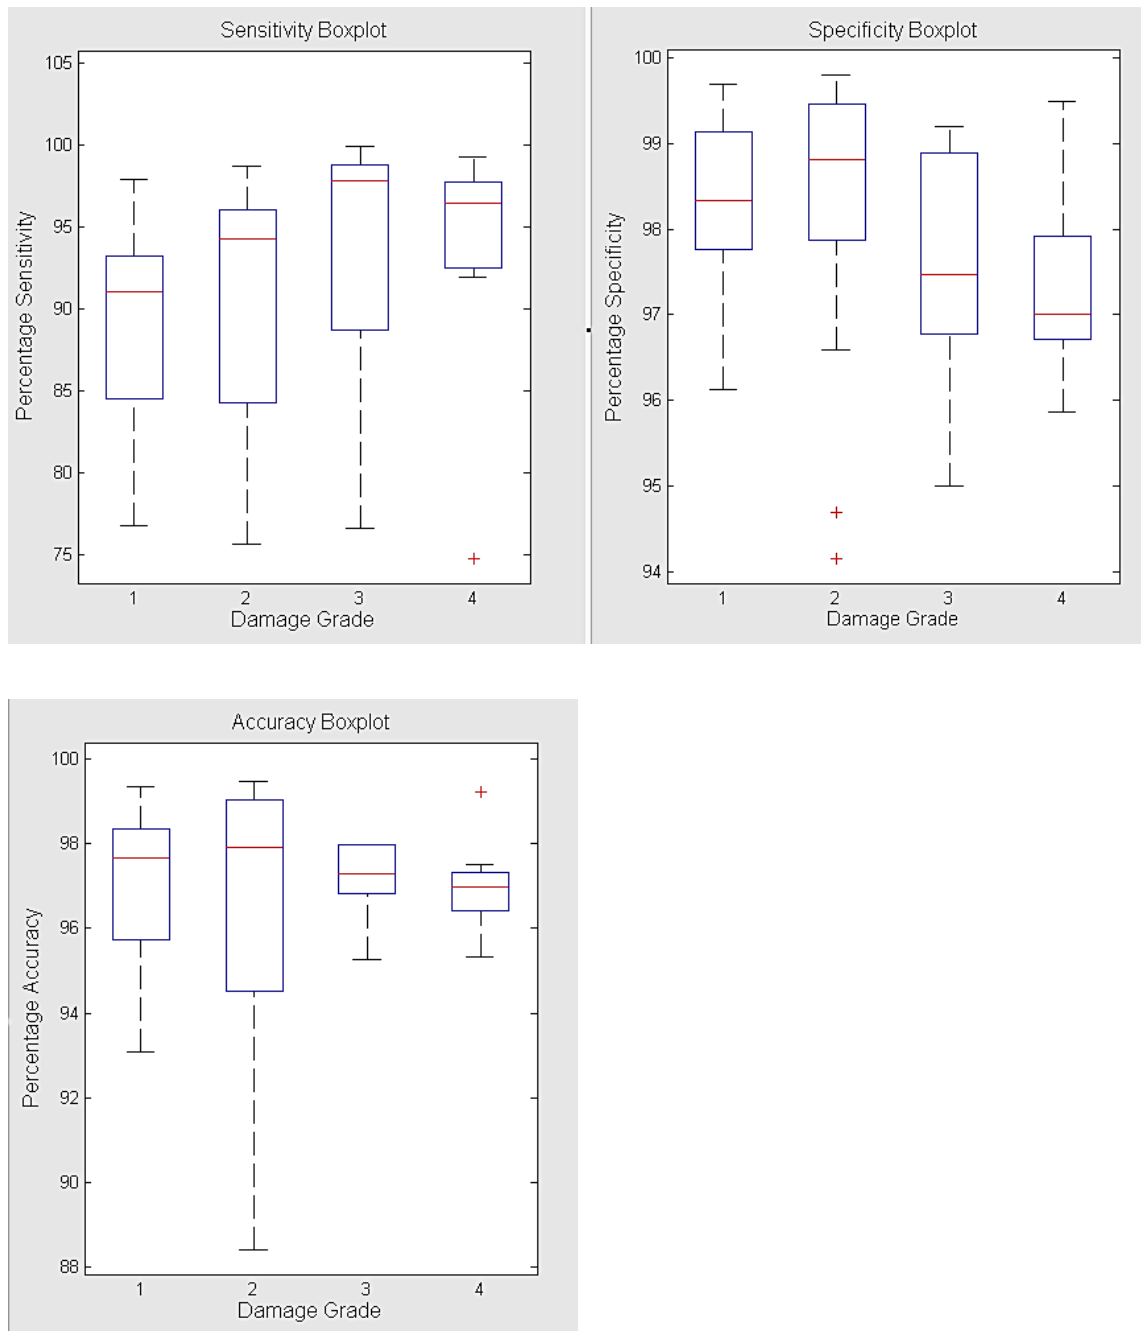 Sensitivity Boxplot
105
100
95
90
85
80
75
Percentage Sensitivity
1 2 3 4
Damage Grade
Specificity Boxplot
100
99
98
97
96
95
94
Percentage Specificity
1 2 3 4
Damage Grade
Accuracy Boxplot
100
98
96
94
92
90
88
Percentage Accuracy
1 2 3 4
Damage Grade